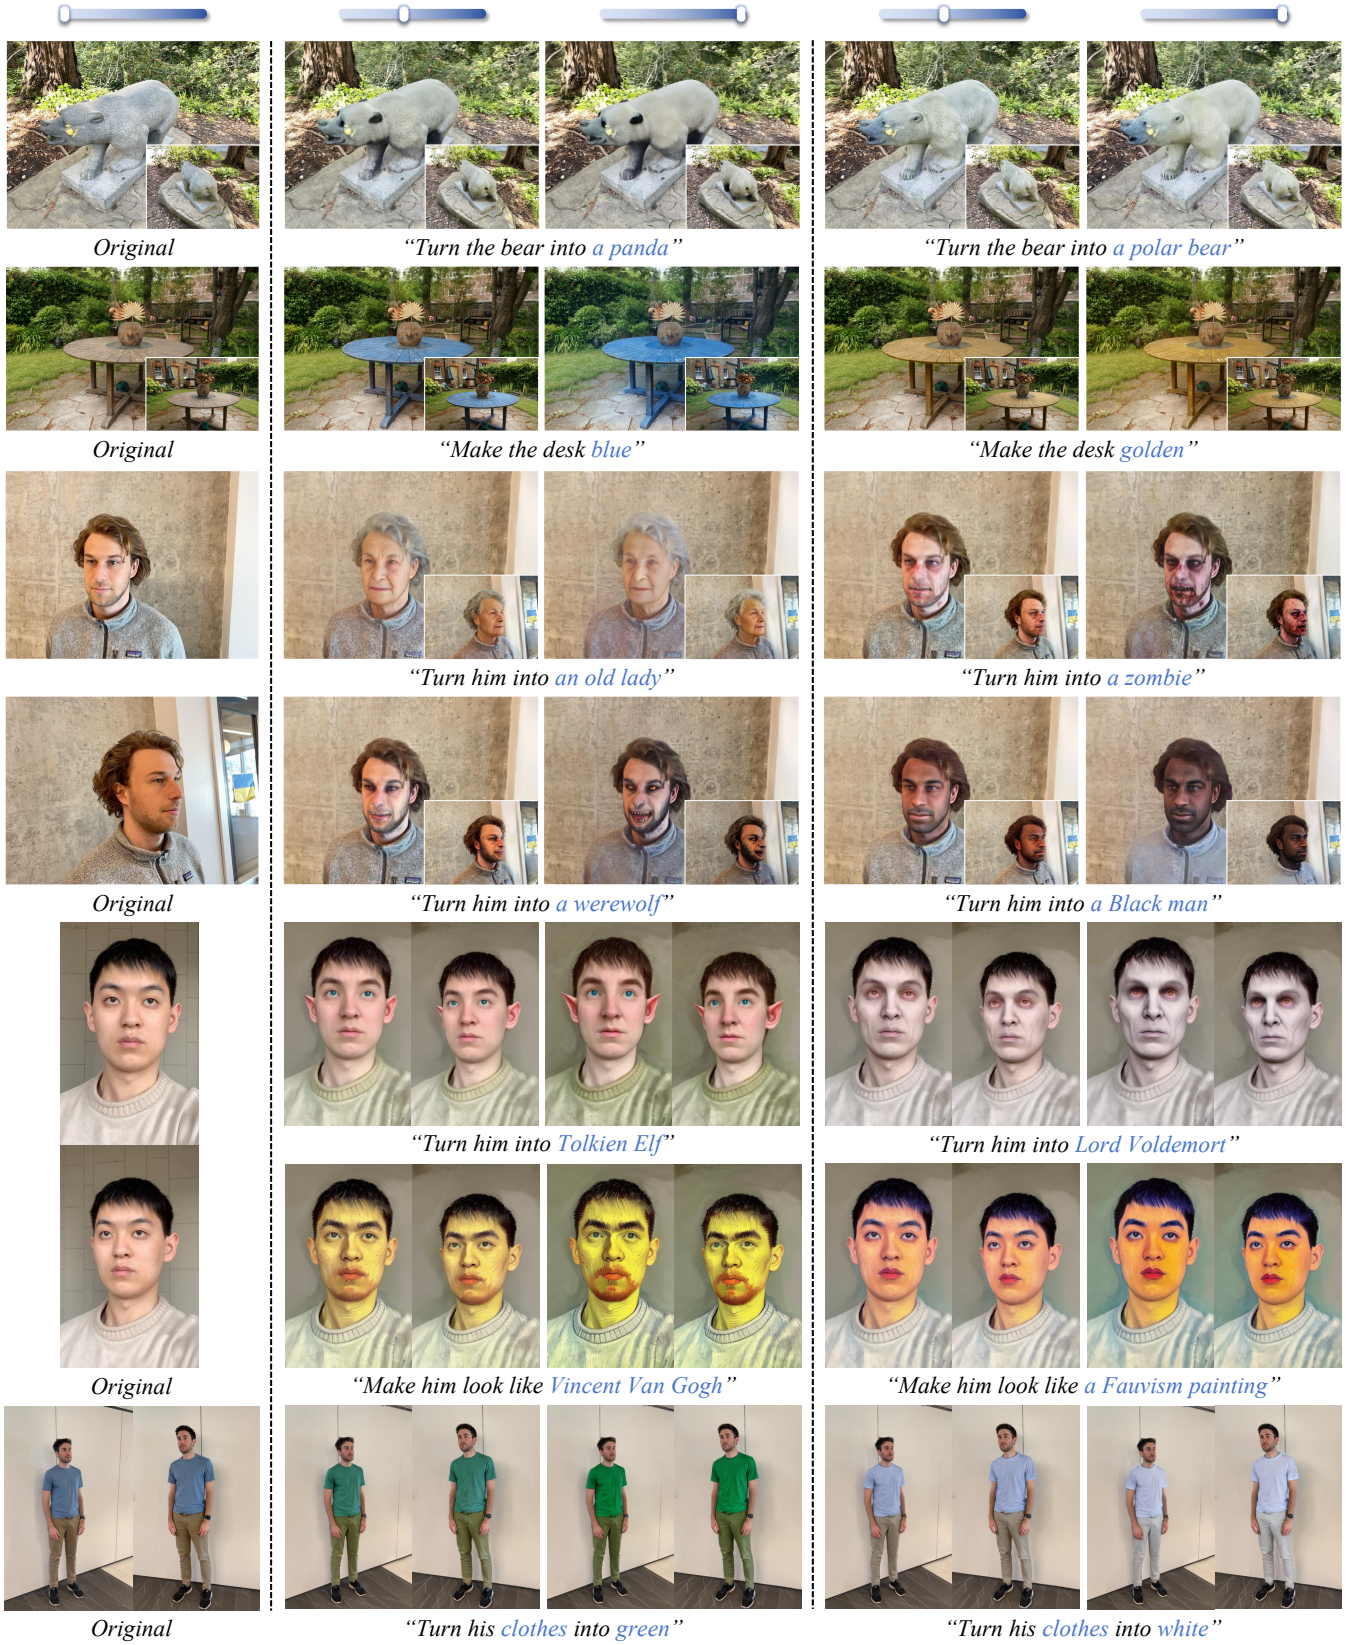 Original
“Turn the bear into a panda”
“Turn the bear into a polar bear”
Original
“Make the desk blue”
“Make the desk golden”
“Turn him into an old lady”
“Turn him into a zombie”
Original
“Turn him into a werewolf”
“Turn him into a Black man”
“Turn him into Tolkien Elf”
“Turn him into Lord Voldemort”
Original
“Make him look like Vincent Van Gogh”
“Make him look like a Fauvism painting”
Original
“Turn his clothes into green”
“Turn his clothes into white”